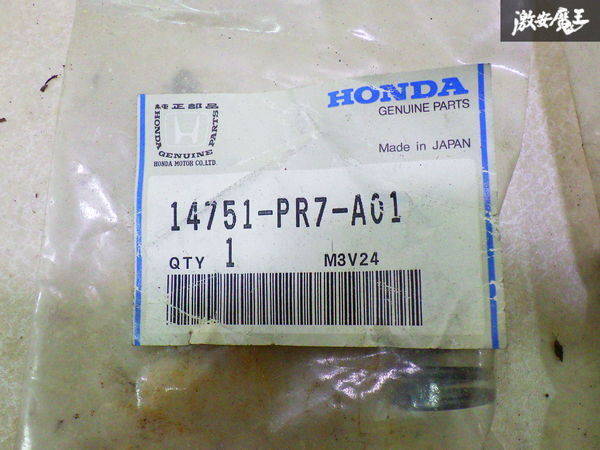 激安魔王
純正部品
HONDA GENUINE PARTS
HONDA MOTOR CO., LTD.
HONDA
GENUINE PARTS
Made in JAPAN
14751-PR7-A01
QTY 1 M3V24